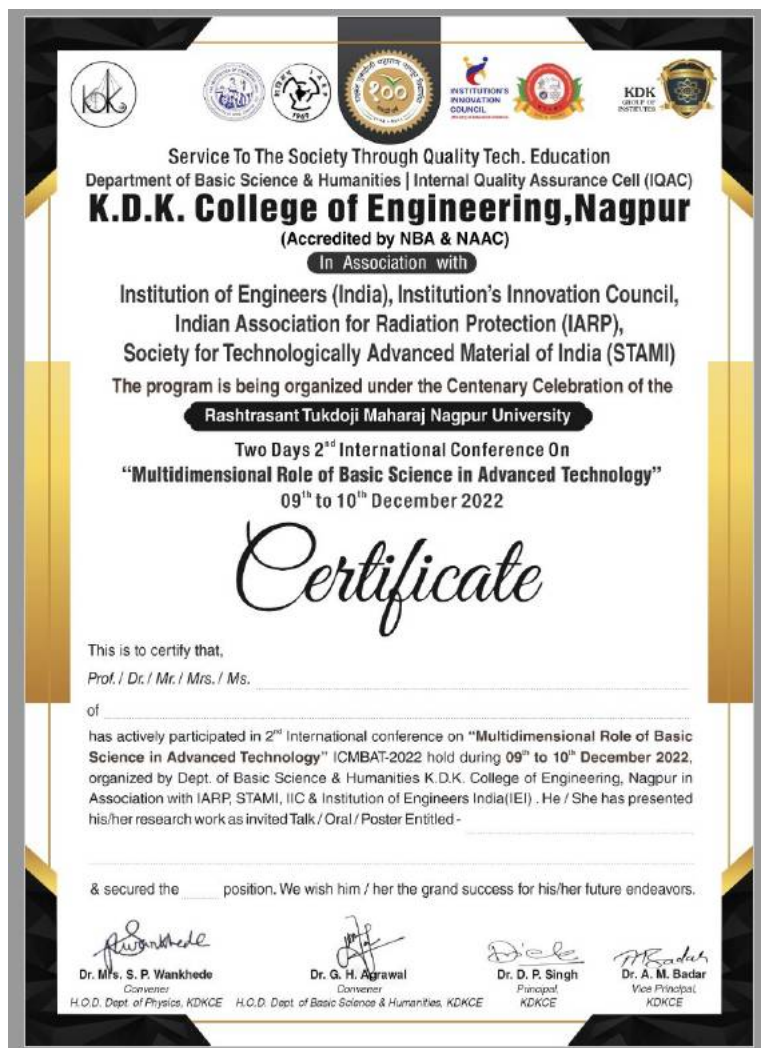 INSTITUTION'S
INNOVATION
COUNCIL
KDK
GROUP OF
INSTITUTES
१००
1968
Service To The Society Through Quality Tech. Education
Department of Basic Science & Humanities | Internal Quality Assurance Cell (IQAC)
K.D.K. College of Engineering,Nagpur
(Accredited by NBA & NAAC)
In Association with
Institution of Engineers (India), Institution's Innovation Council,
Indian Association for Radiation Protection (IARP),
Society for Technologically Advanced Material of India (STAMI)
The program is being organized under the Centenary Celebration of the
Rashtrasant Tukdoji Maharaj Nagpur University
Two Days 2nd International Conference On
“Multidimensional Role of Basic Science in Advanced Technology”
09th to 10th December 2022
Certificate
This is to certify that,
Prof. / Dr. / Mr. / Mrs. / Ms.
of
has actively participated in 2nd International conference on “Multidimensional Role of Basic
Science in Advanced Technology” ICMBAT-2022 hold during 09th to 10th December 2022,
organized by Dept. of Basic Science & Humanities K.D.K. College of Engineering, Nagpur in
Association with IARP, STAMI, IIC & Institution of Engineers India(IEI) . He / She has presented
his/her research work as invited Talk / Oral / Poster Entitled -
& secured the position. We wish him / her the grand success for his/her future endeavors.
Dr. Mrs. S. P. Wankhede
Convener
H.O.D. Dept. of Physics, KDKCE
Dr. G. H. Agrawal
Convener
H.O.D. Dept. of Basic Science & Humanities, KDKCE
Dr. D. P. Singh
Principal,
KDKCE
Dr. A. M. Badar
Vice Principal,
KDKCE